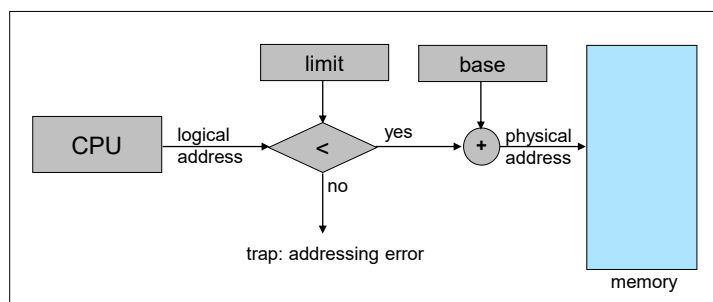 limit
base
CPU
logical
address
<
yes
+
physical
address
no
trap: addressing error
memory